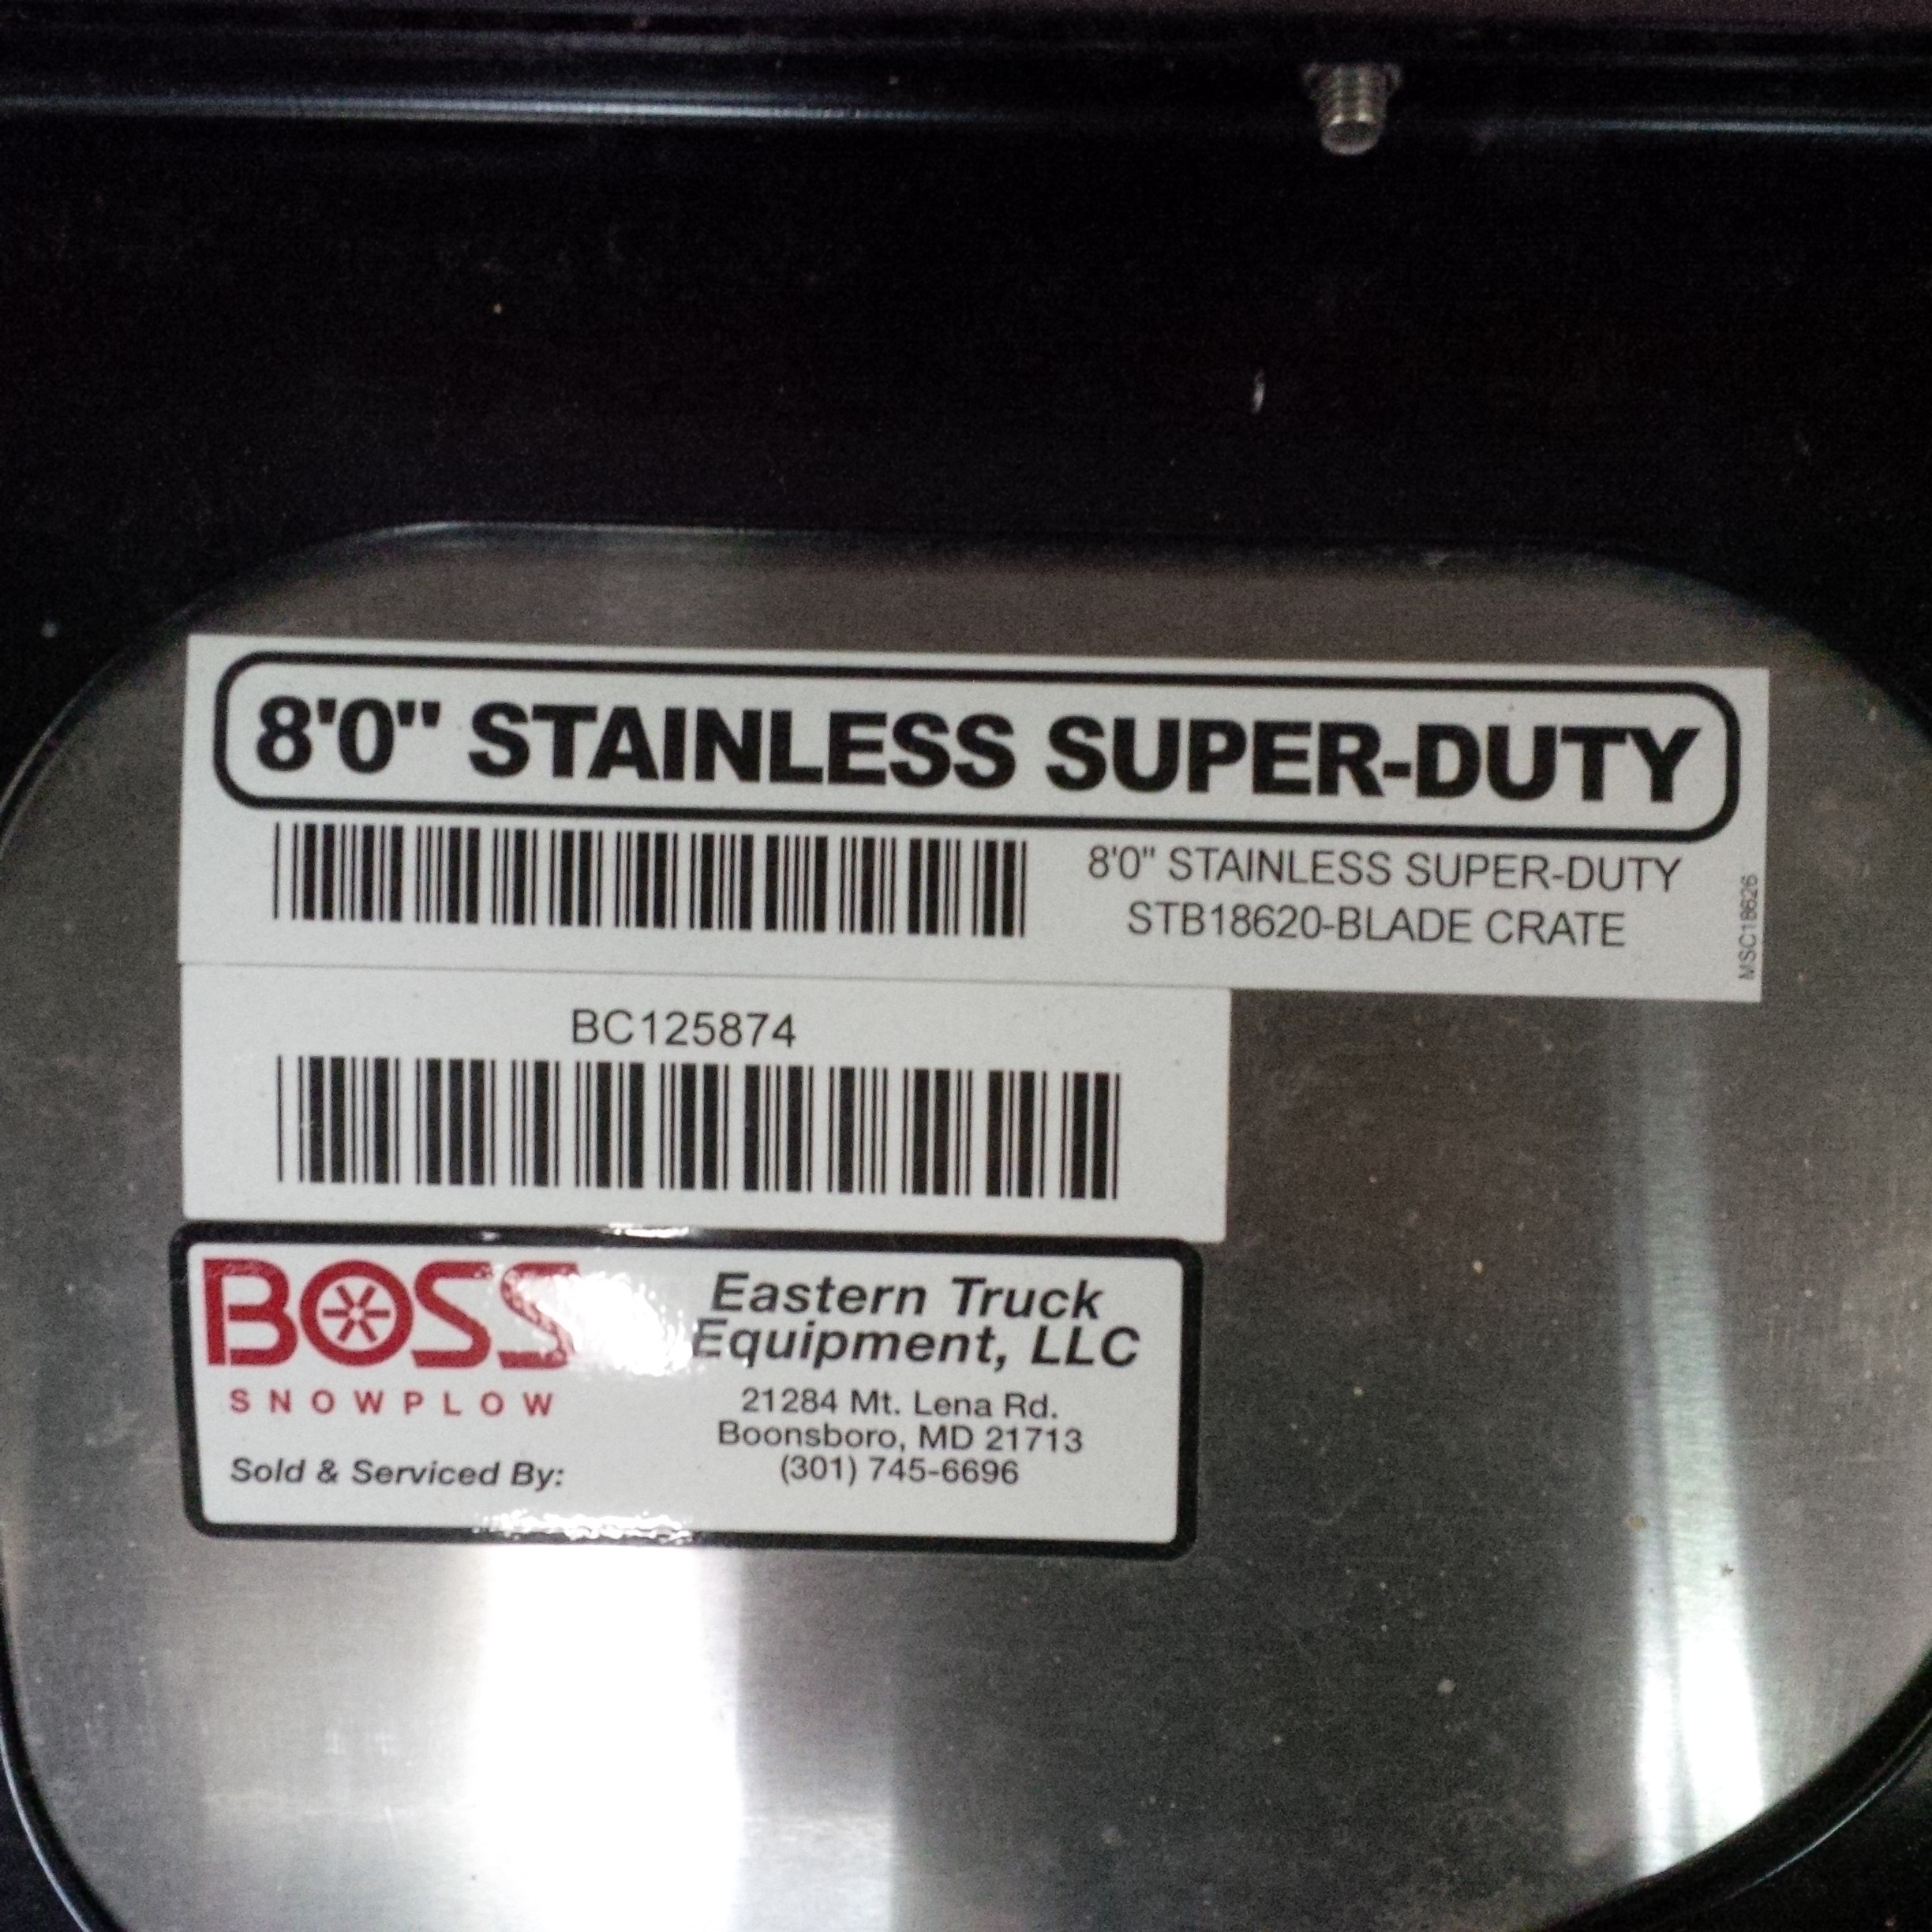 8'0" STAINLESS SUPER-DUTY
8'0" STAINLESS SUPER-DUTY
STB18620-BLADE CRATE
MSC18626
BC125874
BOSS
SNOWPLOW
Sold & Serviced By:
Eastern Truck
Equipment, LLC
21284 Mt. Lena Rd.
Boonsboro, MD 21713
(301) 745-6696